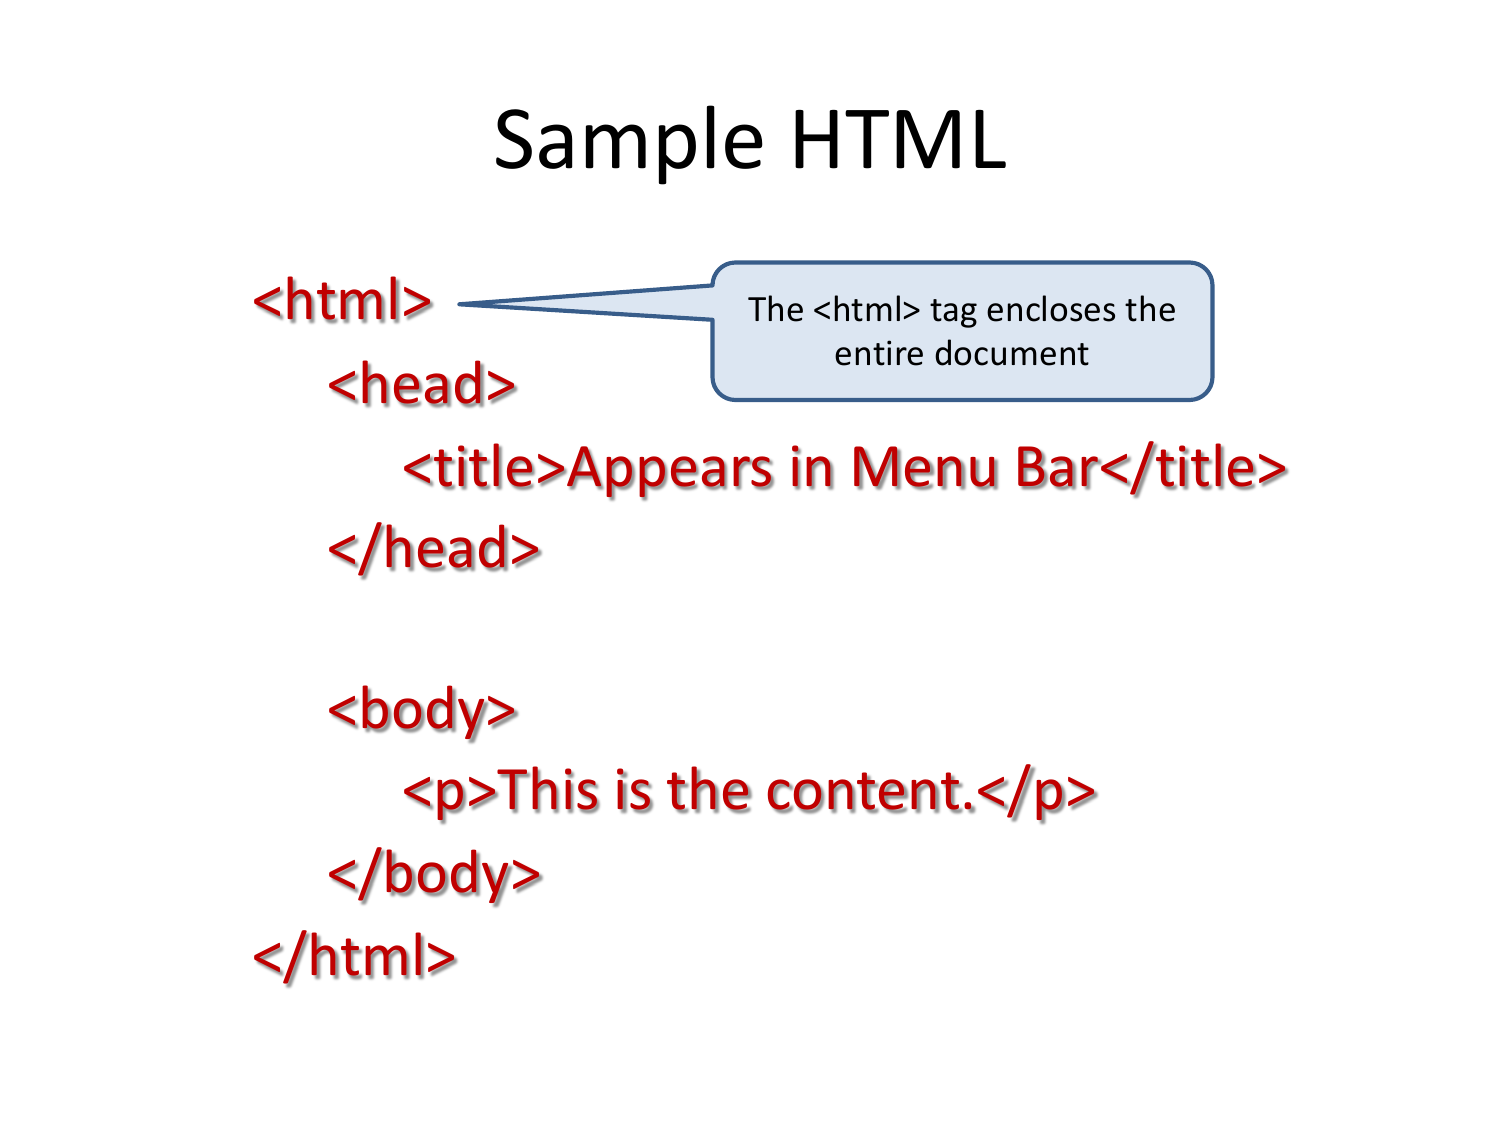 Sample HTML
<html>
The <html> tag encloses the
entire document
<head>
<title>Appears in Menu Bar</title>
</head>
<body>
<p>This is the content.</p>
</body>
</html>